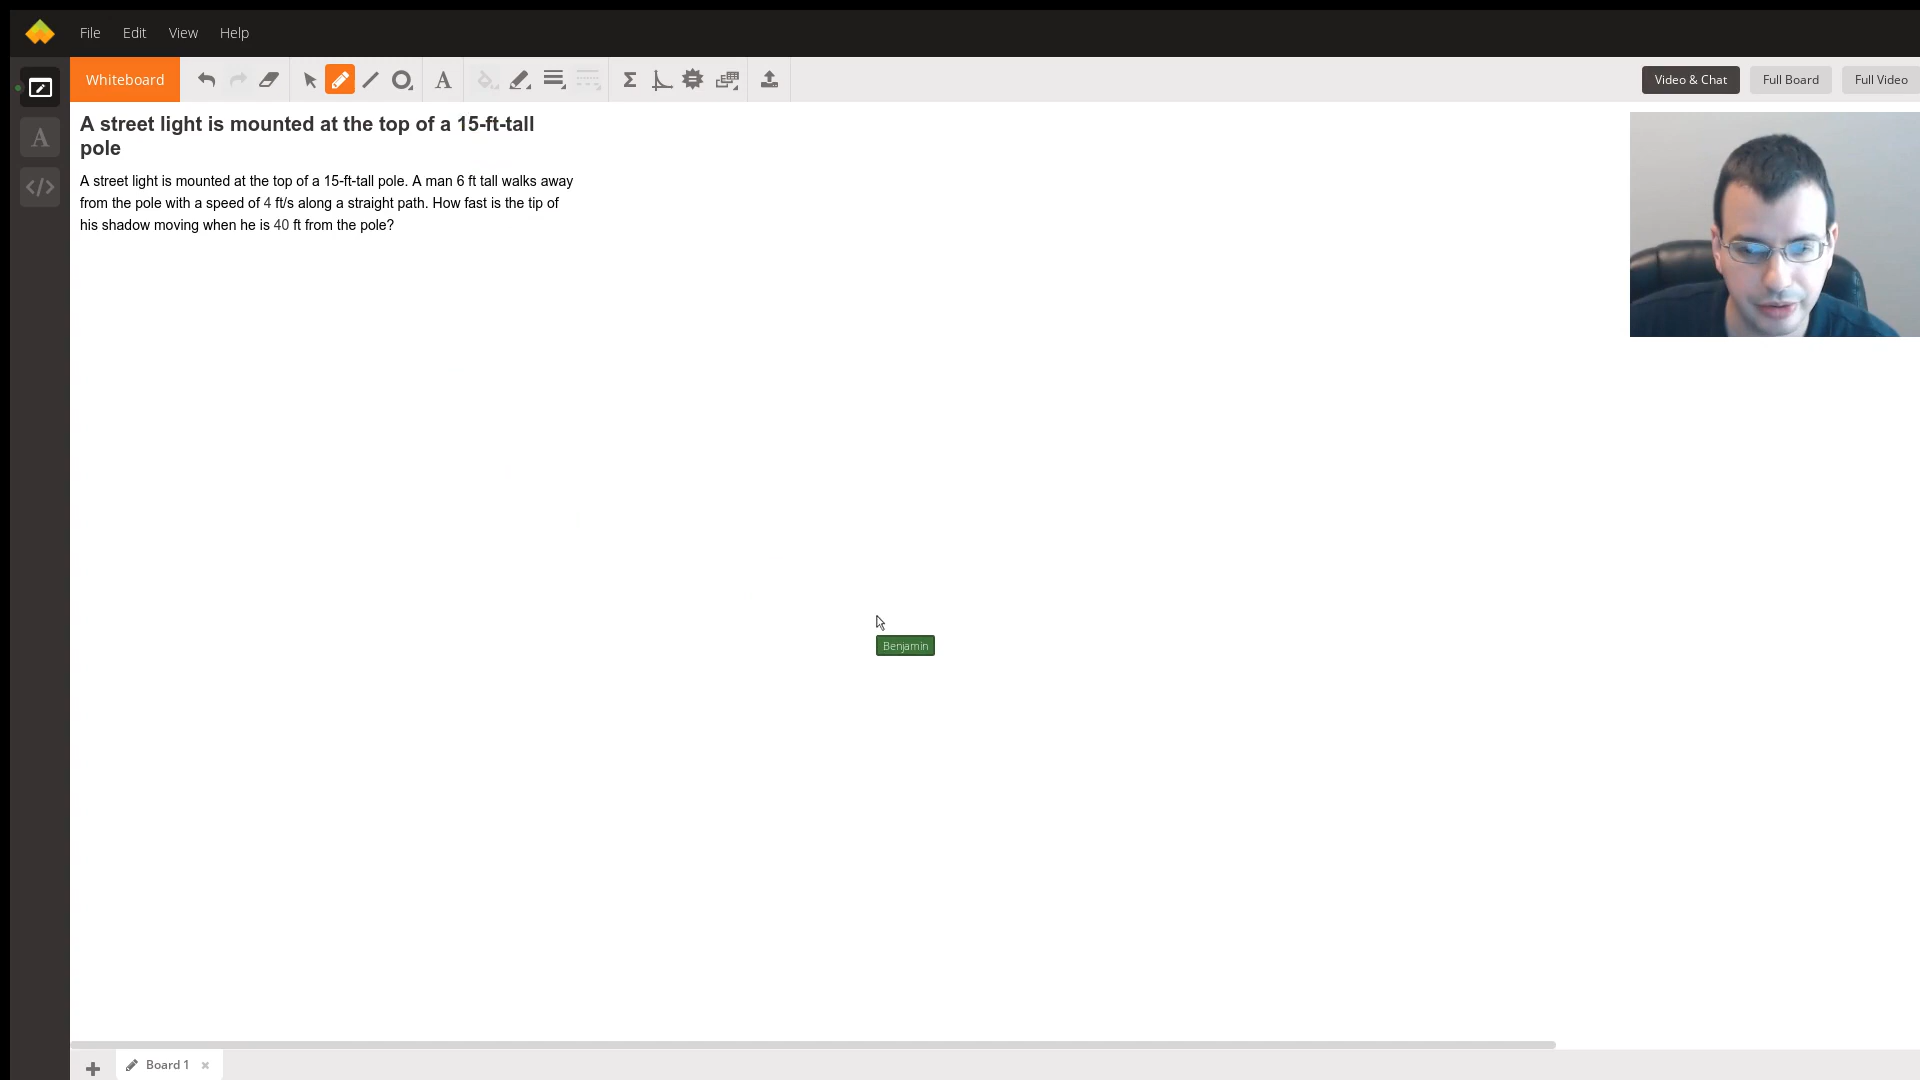 File Edit View Help
Whiteboard
Video & Chat Full Board Full Video
A street light is mounted at the top of a 15-ft-tall
pole
A street light is mounted at the top of a 15-ft-tall pole. A man 6 ft tall walks away
from the pole with a speed of 4 ft/s along a straight path. How fast is the tip of
his shadow moving when he is 40 ft from the pole?
Benjamin
Board 1